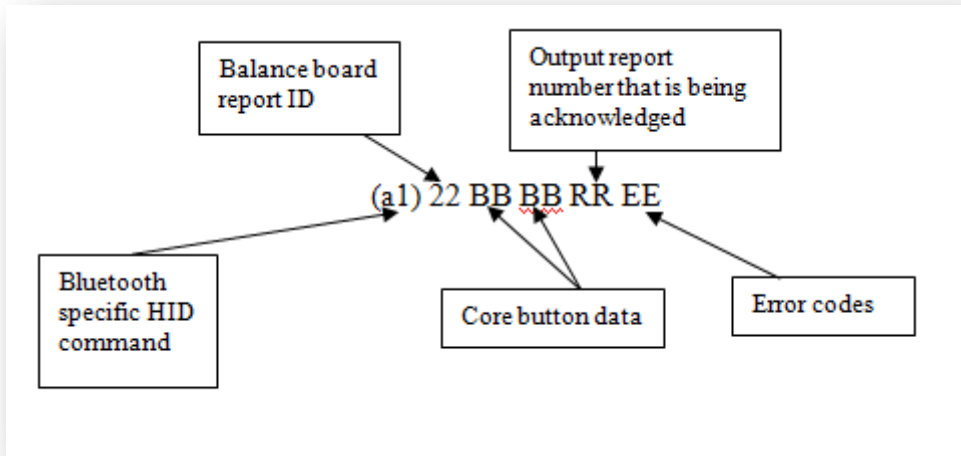 Balance board
report ID
Output report
number that is being
acknowledged
(a1) 22 BB BB RR EE
Bluetooth
specific HID
command
Core button data
Error codes